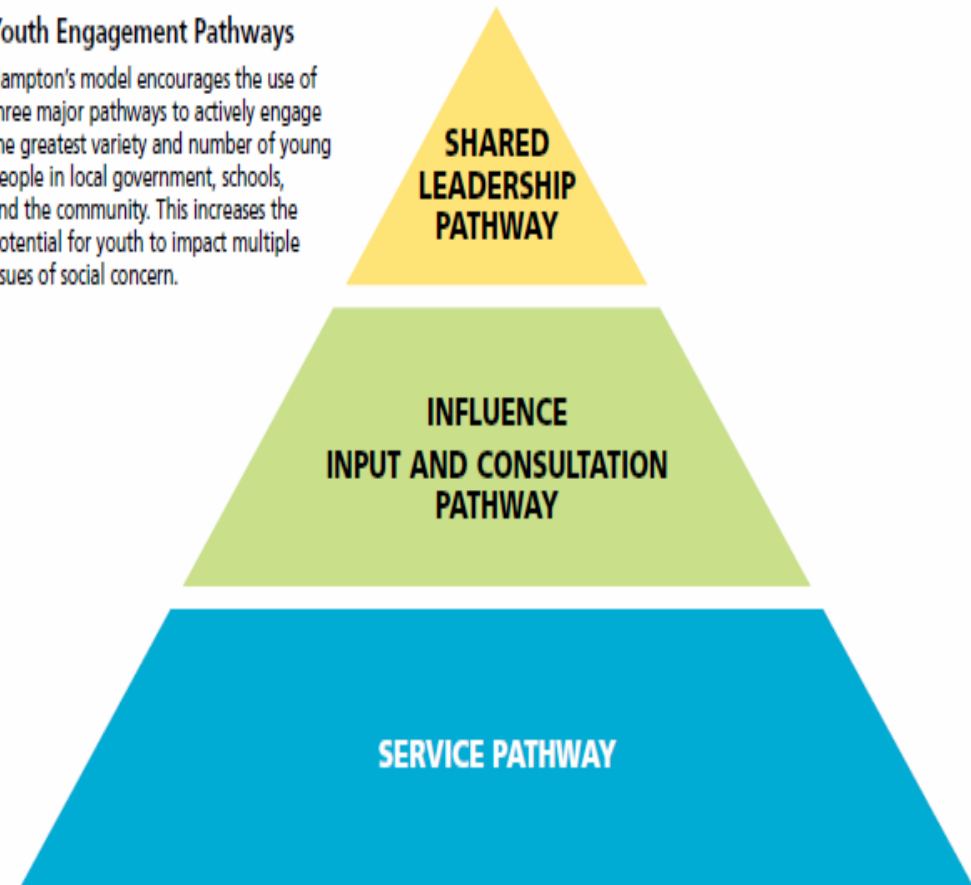 outh Engagement Pathways
ampton's model encourages the use of
hree major pathways to actively engage
he greatest variety and number of young
eople in local government, schools,
nd the community. This increases the
otential for youth to impact multiple
sues of social concern.
SHARED
LEADERSHIP
PATHWAY
INFLUENCE
INPUT AND CONSULTATION
PATHWAY
SERVICE PATHWAY